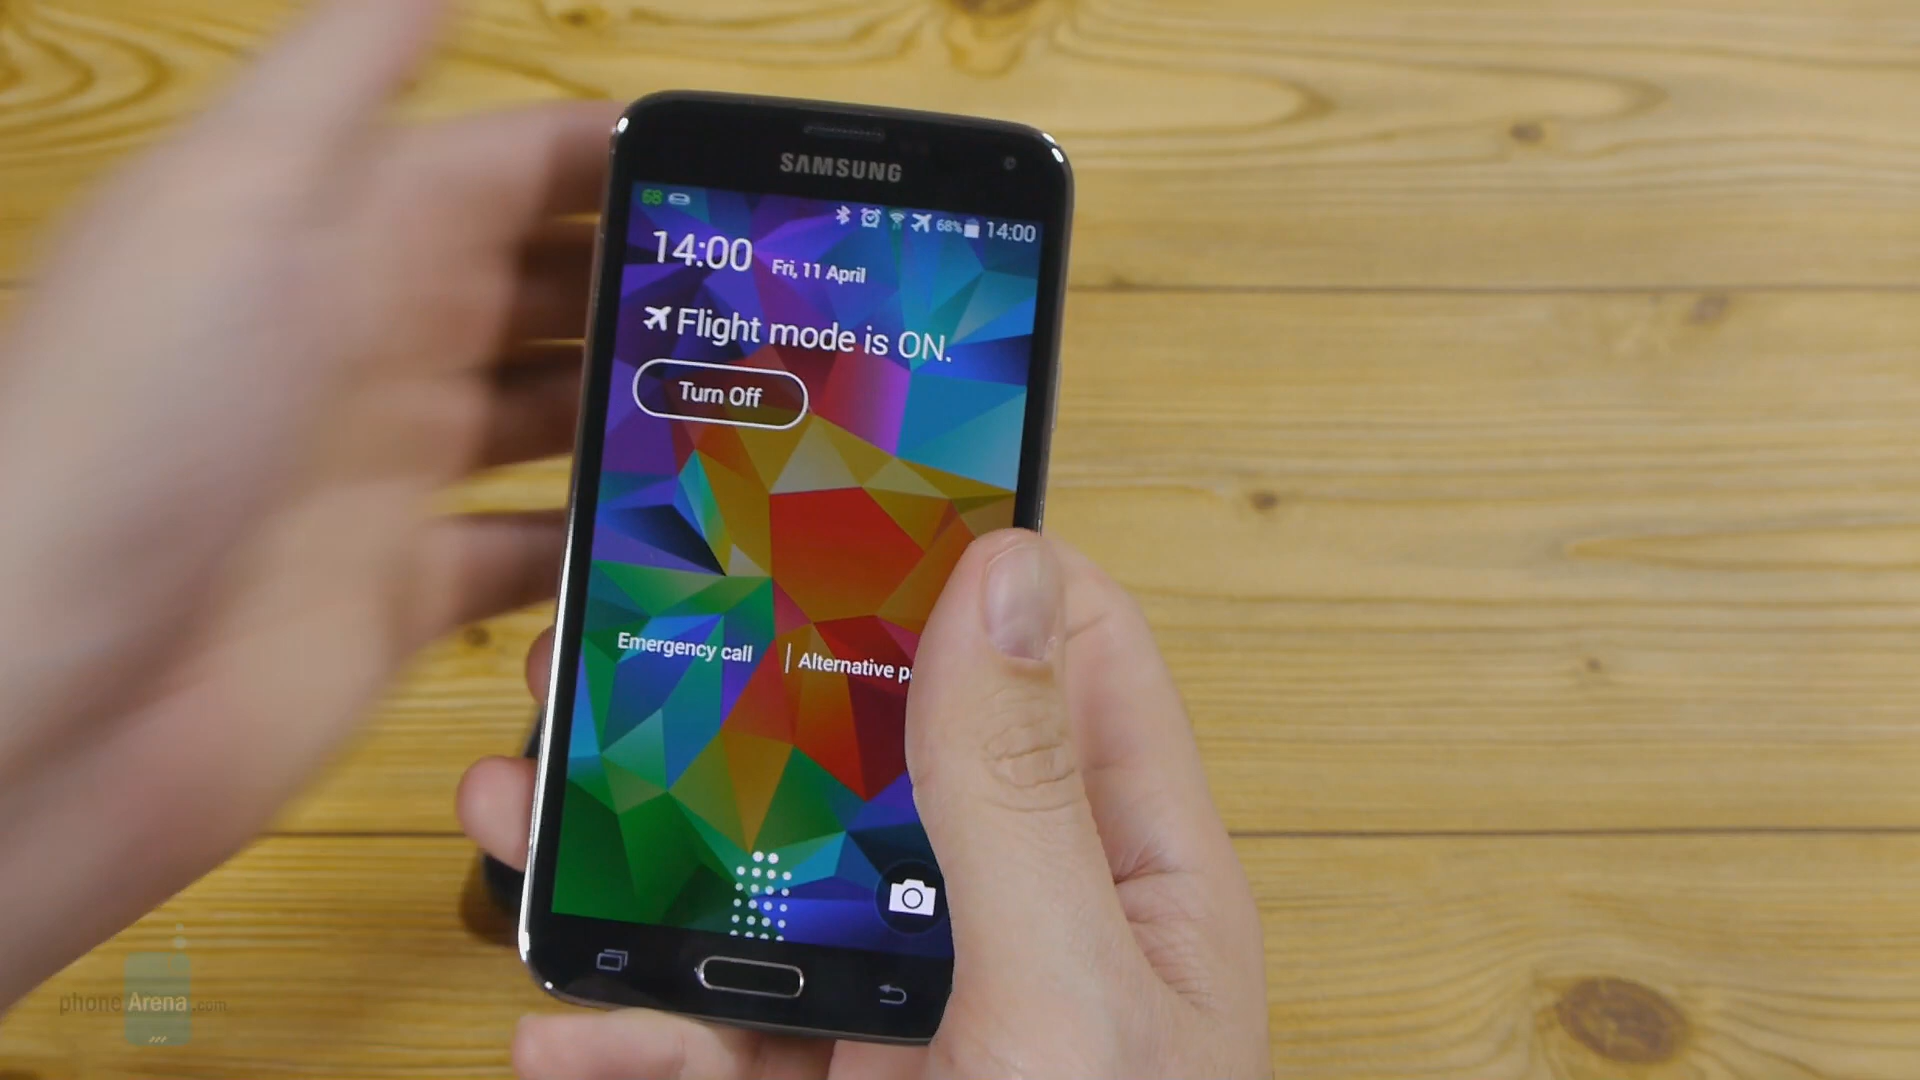 SAMSUNG
68
68% 14:00
14:00 Fri, 11 April
Flight mode is ON.
Turn Off
Emergency call | Alternative
phoneArena.com